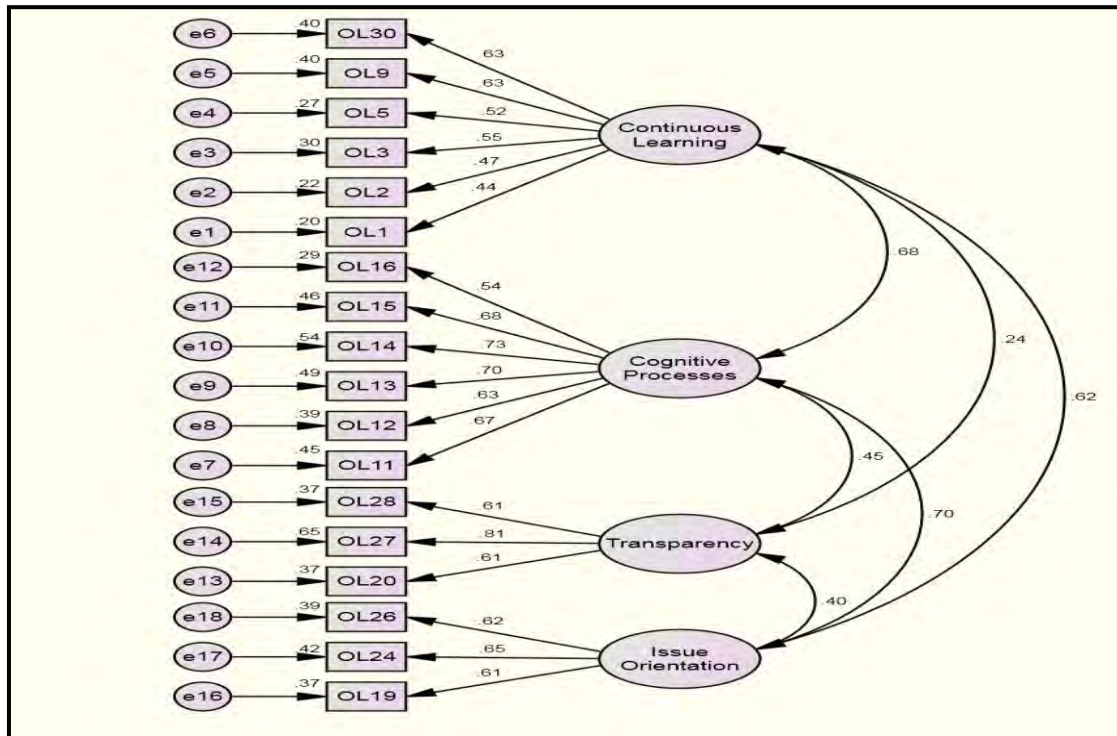 e6 .40 OL30 .63
e5 .40 OL9 .63
e4 .27 OL5 .52
e3 .30 OL3 .55
e2 .22 OL2 .47
e1 .20 OL1 .44
Continuous
Learning
e12 .29 OL16 .54
e11 .46 OL15 .68
e10 .54 OL14 .73
e9 .49 OL13 .70
e8 .39 OL12 .63
e7 .45 OL11 .67
Cognitive
Processes
e15 .37 OL28 .61
e14 .65 OL27 .81
e13 .37 OL20 .61
Transparency
e18 .39 OL26 .62
e17 .42 OL24 .65
e16 .37 OL19 .61
Issue
Orientation
.68
.24
.62
.45
.70
.40